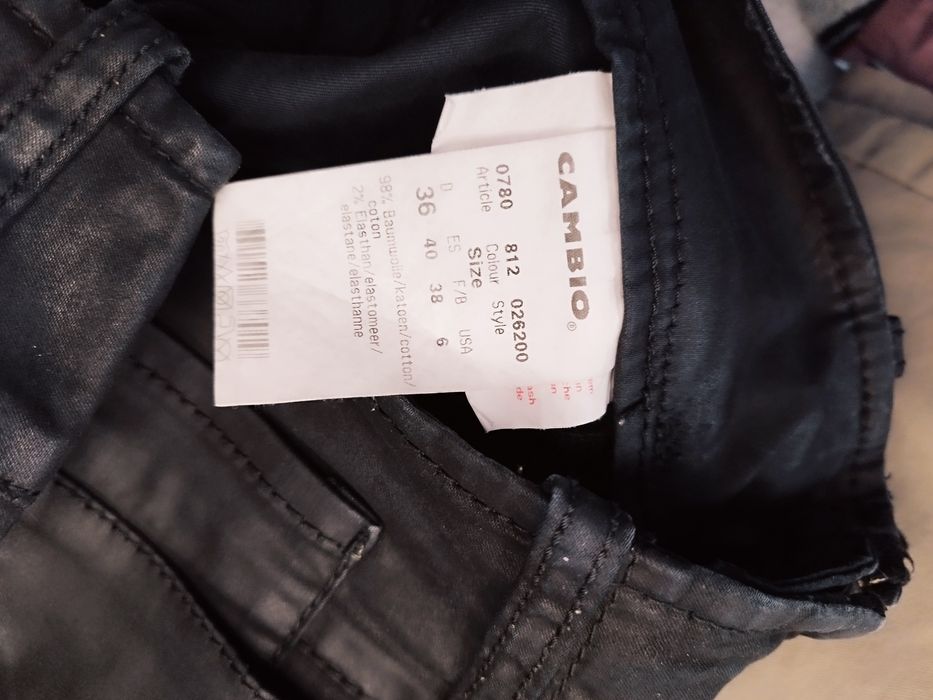 CAMBIO®
0780 812 026200
Article Colour Style
Size
D ES F/B USA
36 40 38 6
98% Baumwolle/katoen/cotton/
coton
2% Elasthan/elastomeer/
elastane/elasthanne